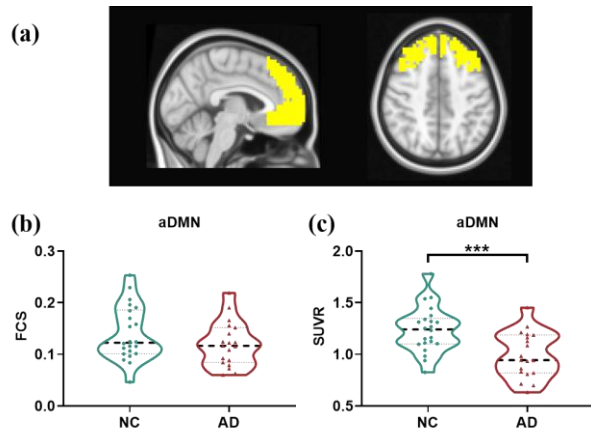 (a)
(b)
aDMN
0.3
0.2
0.1
0.0
FCS
NC
AD
(c)
aDMN
***
2.0
1.5
1.0
0.5
SUVR
NC
AD